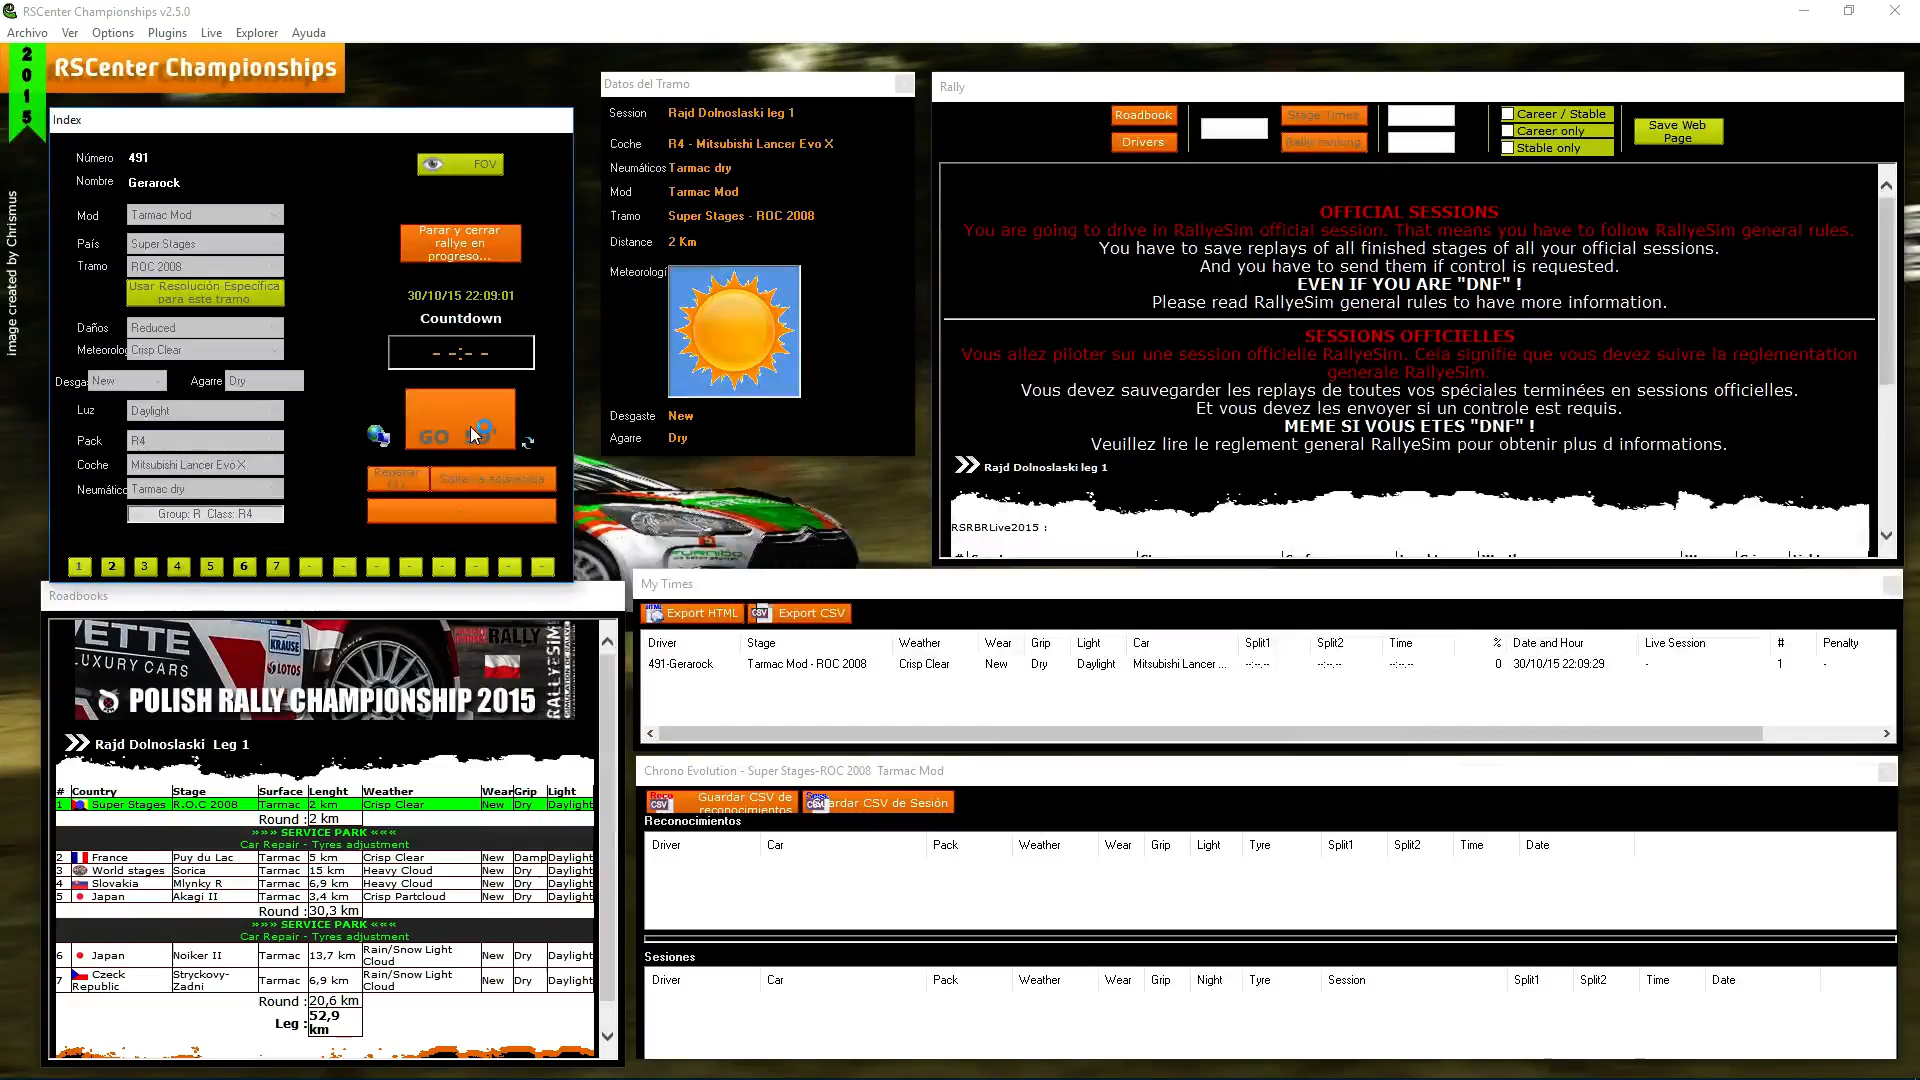 RSCenter Championships v2.5.0
Archivo Ver Options Plugins Live Explorer Ayuda
2015
RSCenter Championships
image created by Chrismus
Index
Número 491
Nombre Gerarock
FOV
Mod Tarmac Mod
País Super Stages
Tramo ROC 2008
Usar Resolución Específica
para este tramo
Daños Reduced
Meteorolog Crisp Clear
Desga New Agarre Dry
Luz Daylight
Pack R4
Coche Mitsubishi Lancer Evo X
Neumático Tarmac dry
Group: R Class: R4
Parar y cerrar
rallye en
progreso...
30/10/15 22:09:01
Countdown
- -:- -
GO
1 2 3 4 5 6 7 - - - - - - - -
Datos del Tramo
Session Rajd Dolnoslaski leg 1
Coche R4 - Mitsubishi Lancer Evo X
Neumáticos Tarmac dry
Mod Tarmac Mod
Tramo Super Stages - ROC 2008
Distance 2 Km
Meteorologí
Desgaste New
Agarre Dry
Rally
Roadbook
Drivers
Stage Times
Rally ranking
Career / Stable
Career only
Stable only
Save Web
Page
OFFICIAL SESSIONS
You are going to drive in RallyeSim official session. That means you have to follow RallyeSim general rules.
You have to save replays of all finished stages of all your official sessions.
And you have to send them if control is requested.
EVEN IF YOU ARE "DNF" !
Please read RallyeSim general rules to have more information.
SESSIONS OFFICIELLES
Vous allez piloter sur une session officielle RallyeSim. Cela signifie que vous devez suivre la reglementation
generale RallyeSim.
Vous devez sauvegarder les replays de toutes vos spéciales terminées en sessions officielles.
Et vous devez les envoyer si un controle est requis.
MEME SI VOUS ETES "DNF" !
Veuillez lire le reglement general RallyeSim pour obtenir plus d informations.
Rajd Dolnoslaski leg 1
RSRBRLive2015 :
Roadbooks
VETTE
LUXURY CARS
KRAUSE
LOTOS
RALLY
RALLYESIM
POLISH RALLY CHAMPIONSHIP 2015
Rajd Dolnoslaski Leg 1
# Country Stage Surface Lenght Weather Wear Grip Light
1 Super Stages R.O.C 2008 Tarmac 2 km Crisp Clear New Dry Daylight
Round : 2 km
»»» SERVICE PARK «««
Car Repair - Tyres adjustment
2 France Puy du Lac Tarmac 5 km Crisp Clear New Damp Daylight
3 World stages Sorica Tarmac 15 km Heavy Cloud New Dry Daylight
4 Slovakia Mlynky R Tarmac 6,9 km Heavy Cloud New Dry Daylight
5 Japan Akagi II Tarmac 3,4 km Crisp Partcloud New Dry Daylight
Round : 30,3 km
»»» SERVICE PARK «««
Car Repair - Tyres adjustment
6 Japan Noiker II Tarmac 13,7 km Rain/Snow Light Cloud New Dry Daylight
7 Czeck Republic Stryckovy-Zadni Tarmac 6,9 km Rain/Snow Light Cloud New Dry Daylight
Round : 20,6 km
Leg : 52,9 km
My Times
Export HTML Export CSV
Driver Stage Weather Wear Grip Light Car Split1 Split2 Time % Date and Hour Live Session # Penalty
491-Gerarock Tarmac Mod - ROC 2008 Crisp Clear New Dry Daylight Mitsubishi Lancer ... --:--.-- --:--.-- --:--.-- 0 30/10/15 22:09:29 - 1 -
Chrono Evolution - Super Stages-ROC 2008 Tarmac Mod
Reco CSV Guardar CSV de
reconocimientos
Sess. CSV ardar CSV de Sesión
Reconocimientos
Driver Car Pack Weather Wear Grip Light Tyre Split1 Split2 Time Date
Sesiones
Driver Car Pack Weather Wear Grip Night Tyre Session Split1 Split2 Time Date